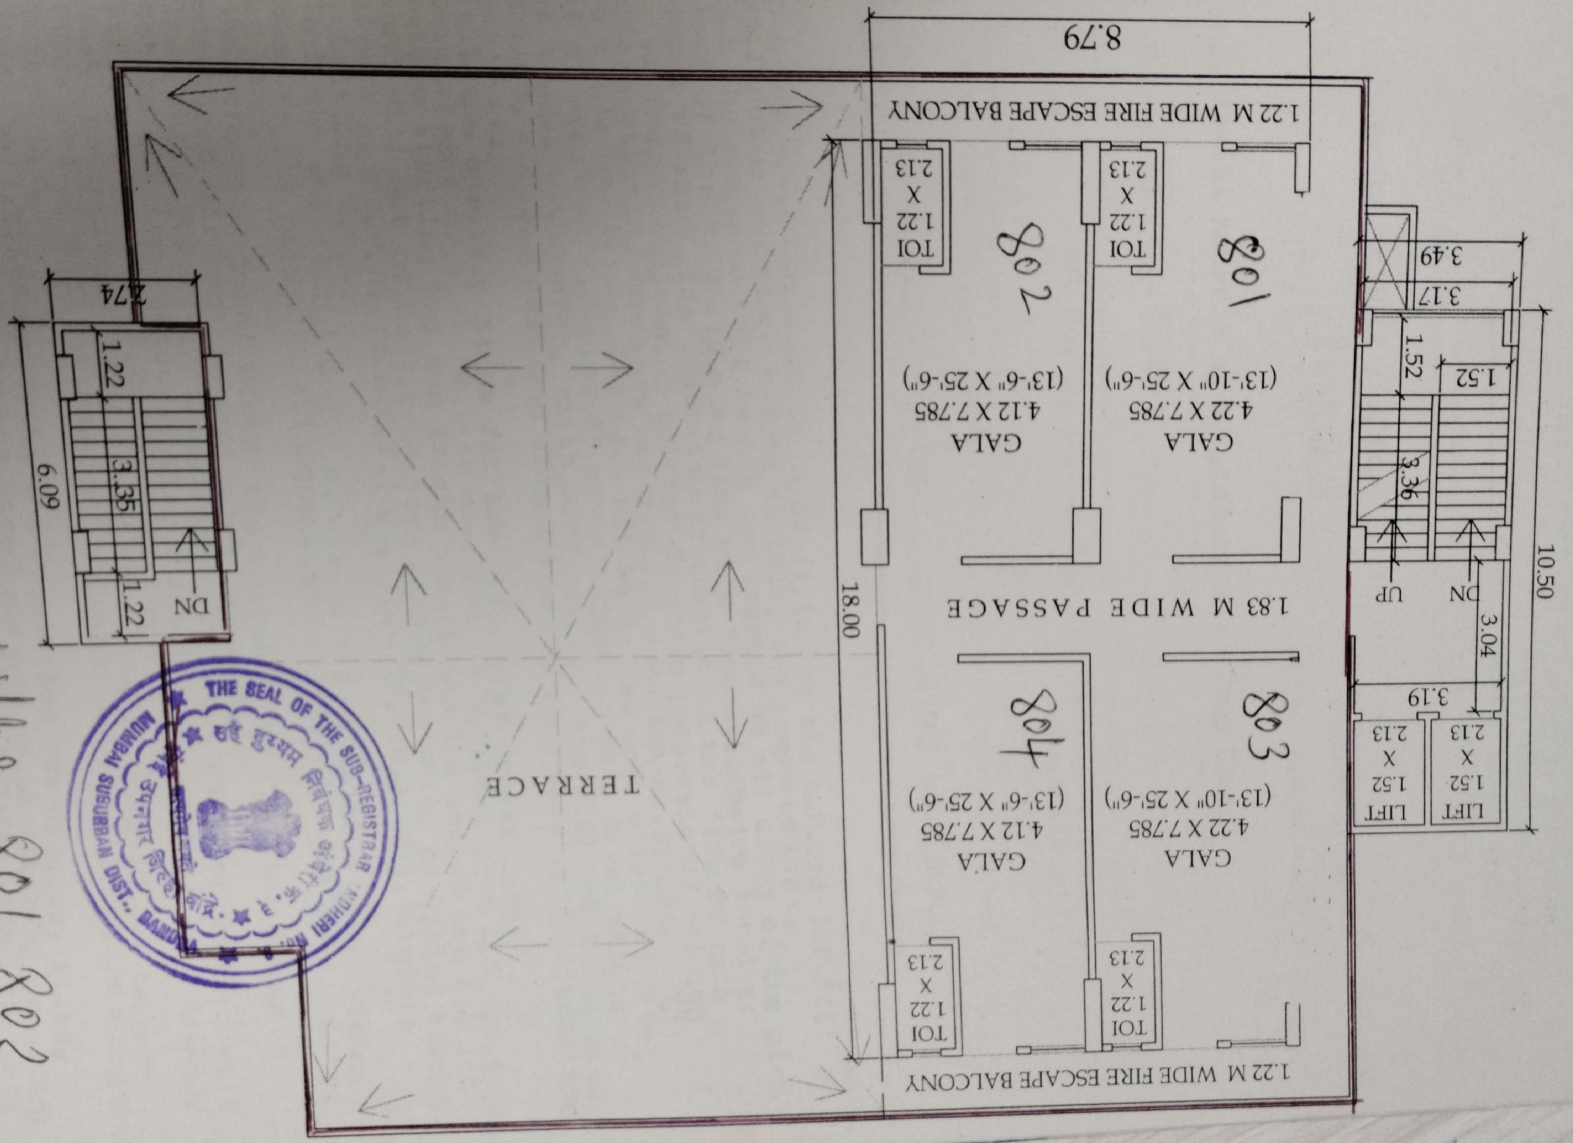 8.79
1.22 M WIDE FIRE ESCAPE BALCONY
TOI
1.22
X
2.13
TOI
1.22
X
2.13
802
801
3.49
3.17
2.74
1.22
3.35
1.22
6.09
DN
1.52
1.52
3.36
UP
DN
10.50
3.04
3.19
GALA
4.12 X 7.785
(13'-6" X 25'-6")
GALA
4.22 X 7.785
(13'-10" X 25'-6")
18.00
1.83 M WIDE PASSAGE
804
803
GALA
4.12 X 7.785
(13'-6" X 25'-6")
GALA
4.22 X 7.785
(13'-10" X 25'-6")
LIFT
1.52
X
2.13
LIFT
1.52
X
2.13
TERRACE
TOI
1.22
X
2.13
TOI
1.22
X
2.13
1.22 M WIDE FIRE ESCAPE BALCONY
THE SEAL OF THE SUB-REGISTRAR
MUMBAI SUBURBAN DIST.,
801 802